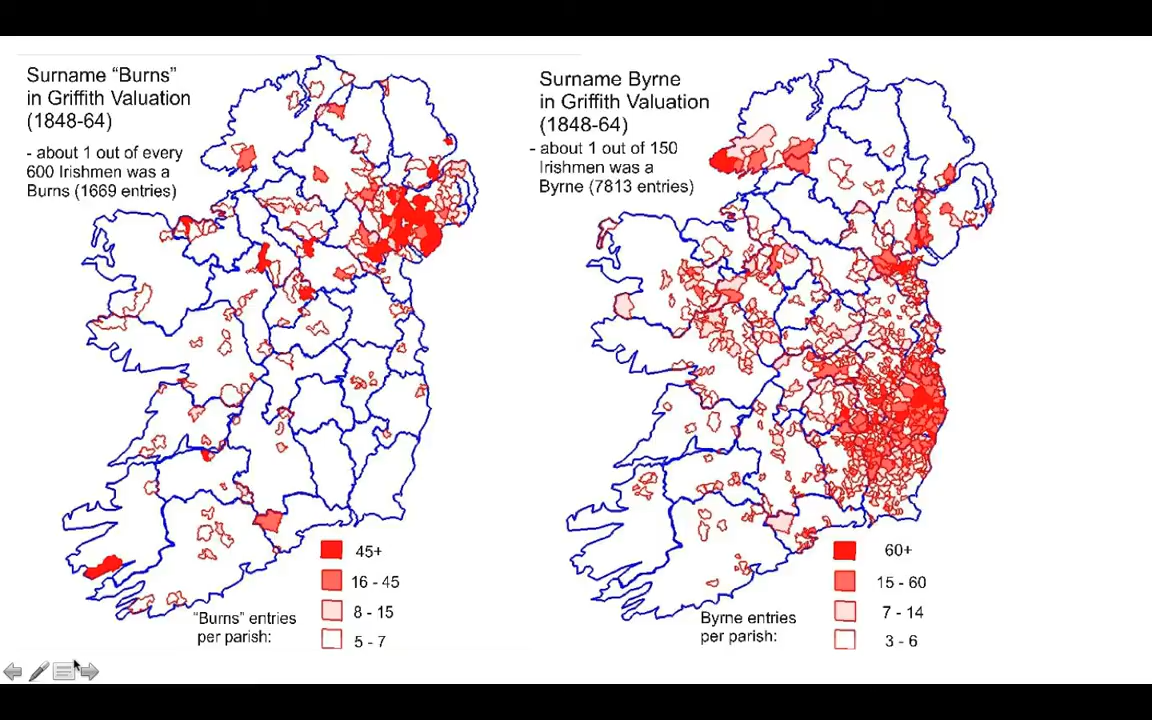 Surname “Burns”
in Griffith Valuation
(1848-64)
- about 1 out of every
600 Irishmen was a
Burns (1669 entries)
45+
16 - 45
8 - 15
5 - 7
“Burns” entries
per parish:
Surname Byrne
in Griffith Valuation
(1848-64)
- about 1 out of 150
Irishmen was a
Byrne (7813 entries)
60+
15 - 60
7 - 14
3 - 6
Byrne entries
per parish: